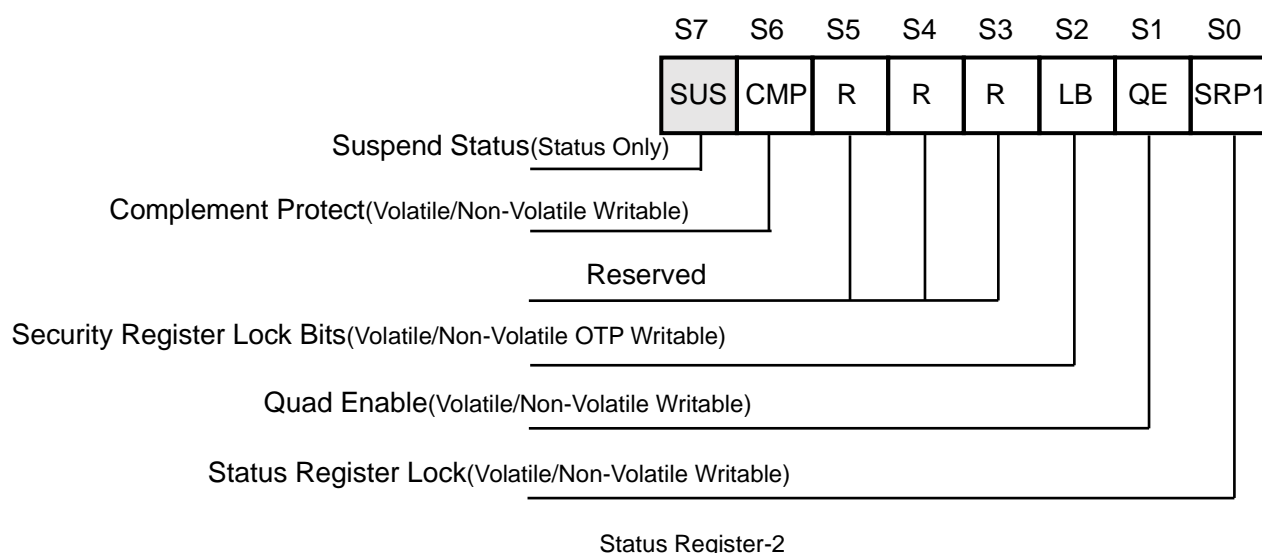 S7 S6 S5 S4 S3 S2 S1 S0
SUS CMP R R R LB QE SRP1
Suspend Status(Status Only)
Complement Protect(Volatile/Non-Volatile Writable)
Reserved
Security Register Lock Bits(Volatile/Non-Volatile OTP Writable)
Quad Enable(Volatile/Non-Volatile Writable)
Status Register Lock(Volatile/Non-Volatile Writable)
Status Register-2